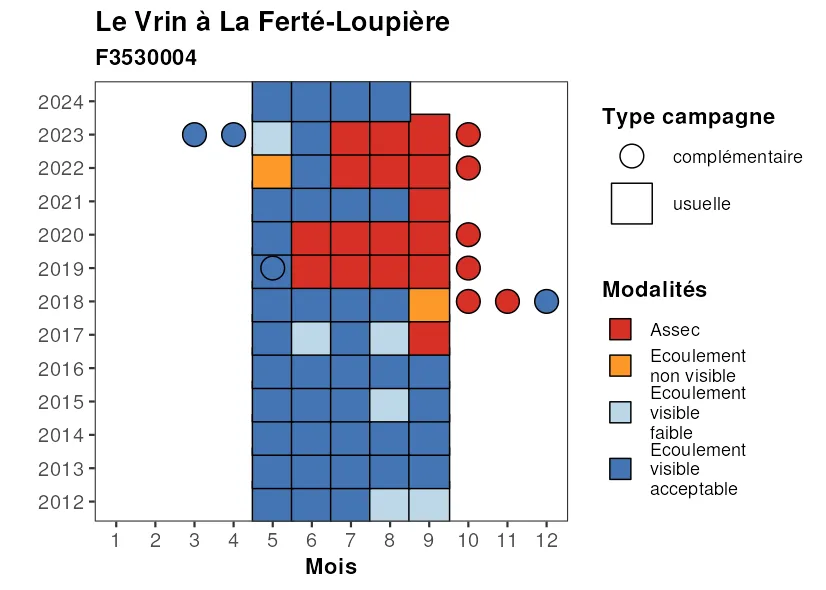 Le Vrin à La Ferté-Loupière
F3530004
2024
2023
2022
2021
2020
2019
2018
2017
2016
2015
2014
2013
2012
1 2 3 4 5 6 7 8 9 10 11 12
Mois
Type campagne
complémentaire
usuelle
Modalités
Assec
Ecoulement
non visible
Ecoulement
visible
faible
Ecoulement
visible
acceptable